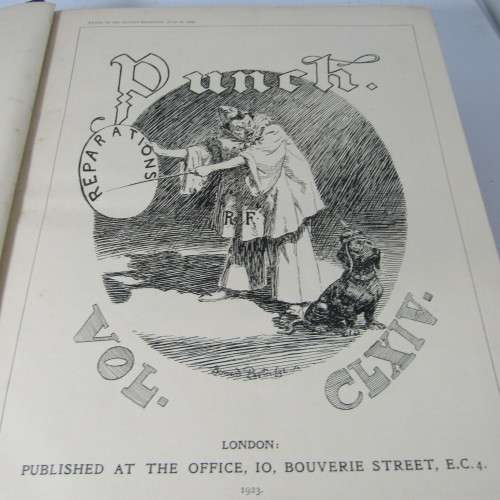 Punch.
REPARATIONS
R.F.
VOL. CLXIV.
LONDON:
PUBLISHED AT THE OFFICE, 10, BOUVERIE STREET, E.C.4.
1923.